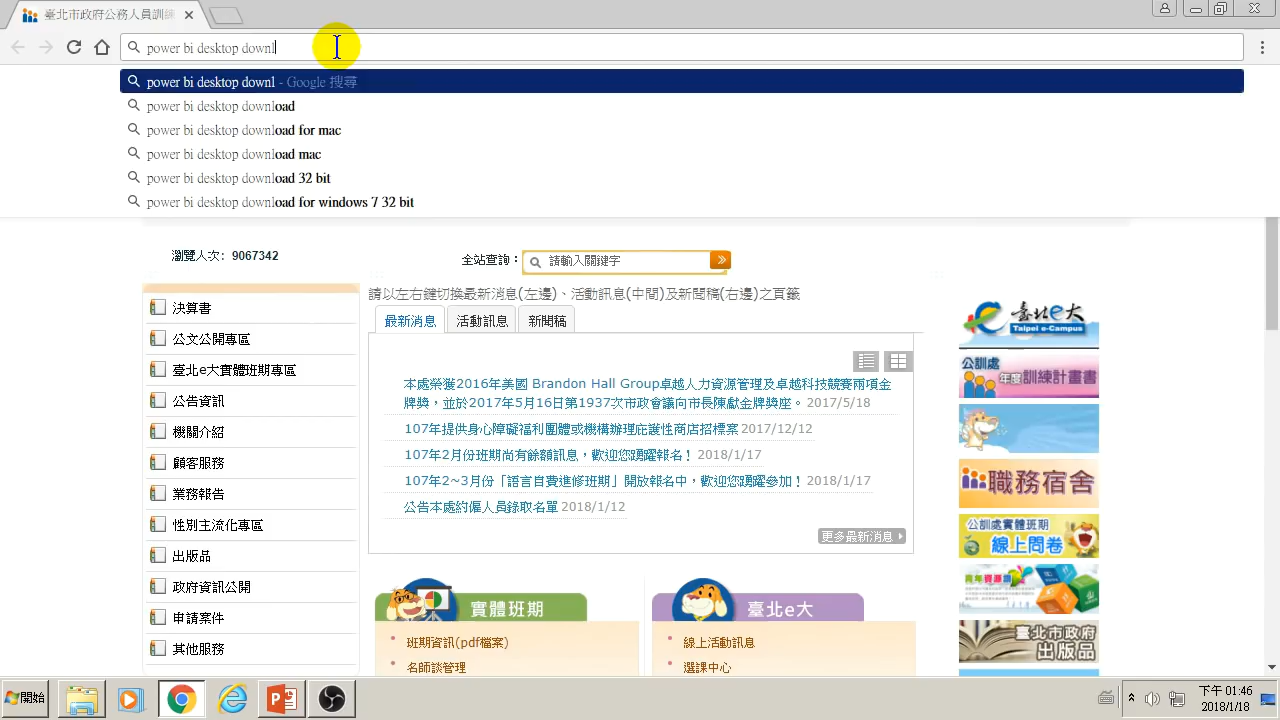 臺北市政府公務人員訓練
power bi desktop downl
power bi desktop downl - Google 搜尋
power bi desktop download
power bi desktop download for mac
power bi desktop download mac
power bi desktop download 32 bit
power bi desktop download for windows 7 32 bit
瀏覽人次: 9067342
全站查詢：
請輸入關鍵字
請以左右鍵切換最新消息(左邊)、活動訊息(中間)及新聞稿(右邊)之頁籤
最新消息
活動訊息
新聞稿
決算書
公文公開專區
臺北e大實體班期專區
公告資訊
機關介紹
顧客服務
業務報告
性別主流化專區
出版品
政府資訊公開
申請案件
其他服務
本處榮獲2016年美國 Brandon Hall Group卓越人力資源管理及卓越科技競賽兩項金
牌獎，並於2017年5月16日第1937次市政會議向市長陳獻金牌獎座。 2017/5/18
107年提供身心障礙福利團體或機構辦理庇護性商店招標案 2017/12/12
107年2月份班期尚有餘額訊息，歡迎您踴躍報名！ 2018/1/17
107年2~3月份「語言自費進修班期」開放報名中，歡迎您踴躍參加！ 2018/1/17
公告本處約僱人員錄取名單 2018/1/12
更多最新消息
實體班期
班期資訊(pdf檔案)
名師談管理
臺北e大
線上活動訊息
選課中心
臺北e大
Taipei e-Campus
公訓處
年度訓練計畫書
職務宿舍
公訓處實體班期
線上問卷
臺北市政府
出版品
開始
下午 01:46
2018/1/18